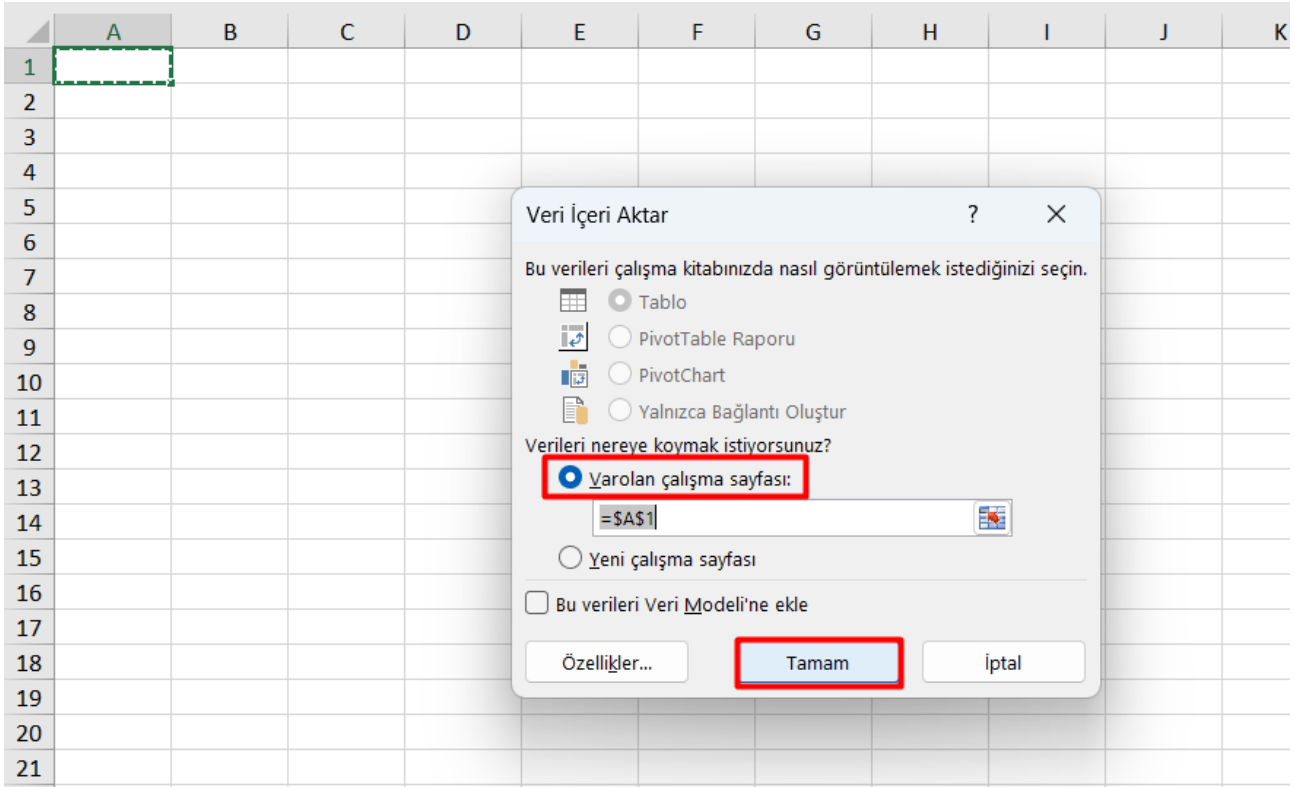 A B C D E F G H I J K
1
2
3
4
5
Veri İçeri Aktar ? ×
6
7
Bu verileri çalışma kitabınızda nasıl görüntülemek istediğinizi seçin.
8
Tablo
9
PivotTable Raporu
10
PivotChart
11
Yalnızca Bağlantı Oluştur
12
Verileri nereye koymak istiyorsunuz?
13
Varolan çalışma sayfası:
14
=$A$1
15
Yeni çalışma sayfası
16
Bu verileri Veri Modeli'ne ekle
17
18
Özellikler... Tamam İptal
19
20
21